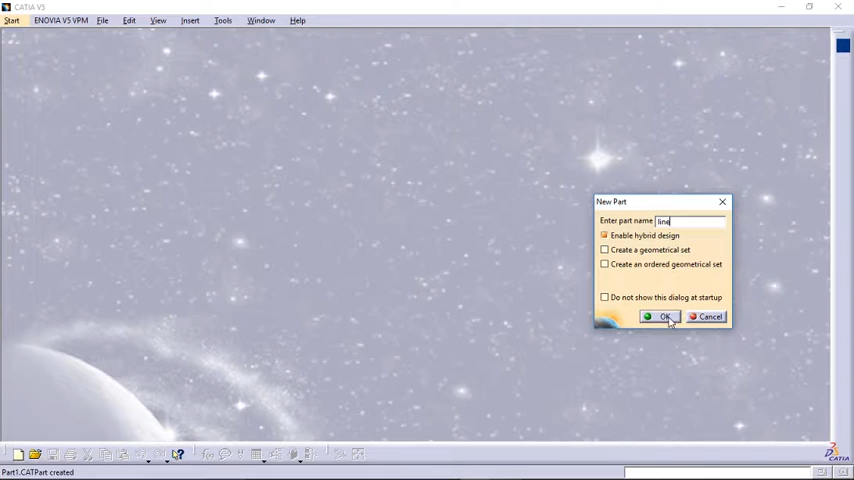 CATIA V5
Start ENOVIA V5 VPM File Edit View Insert Tools Window Help
New Part
Enter part name line
Enable hybrid design
Create a geometrical set
Create an ordered geometrical set
Do not show this dialog at startup
OK Cancel
CATIA
Part1.CATPart created